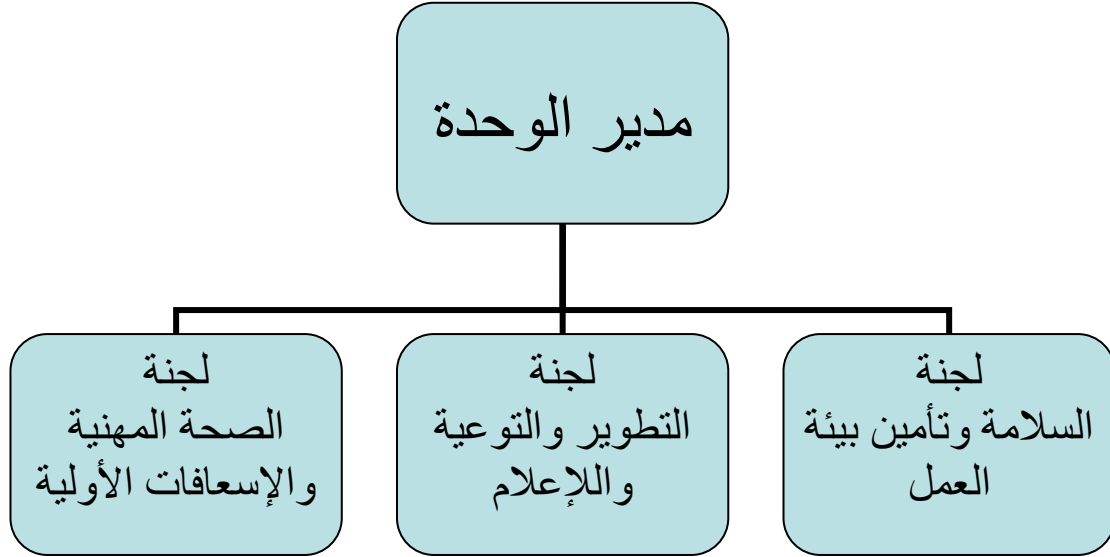 مدير الوحدة
لجنة
السلامة وتأمين بيئة
العمل
لجنة
التطوير والتوعية
واللإعلام
لجنة
الصحة المهنية
والإسعافات الأولية